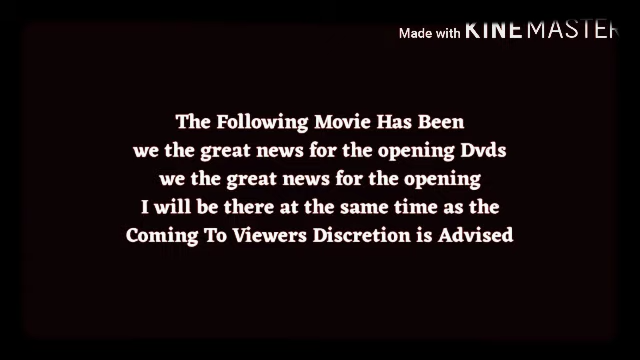 Made with KINEMASTER
The Following Movie Has Been
we the great news for the opening Dvds
we the great news for the opening
I will be there at the same time as the
Coming To Viewers Discretion is Advised